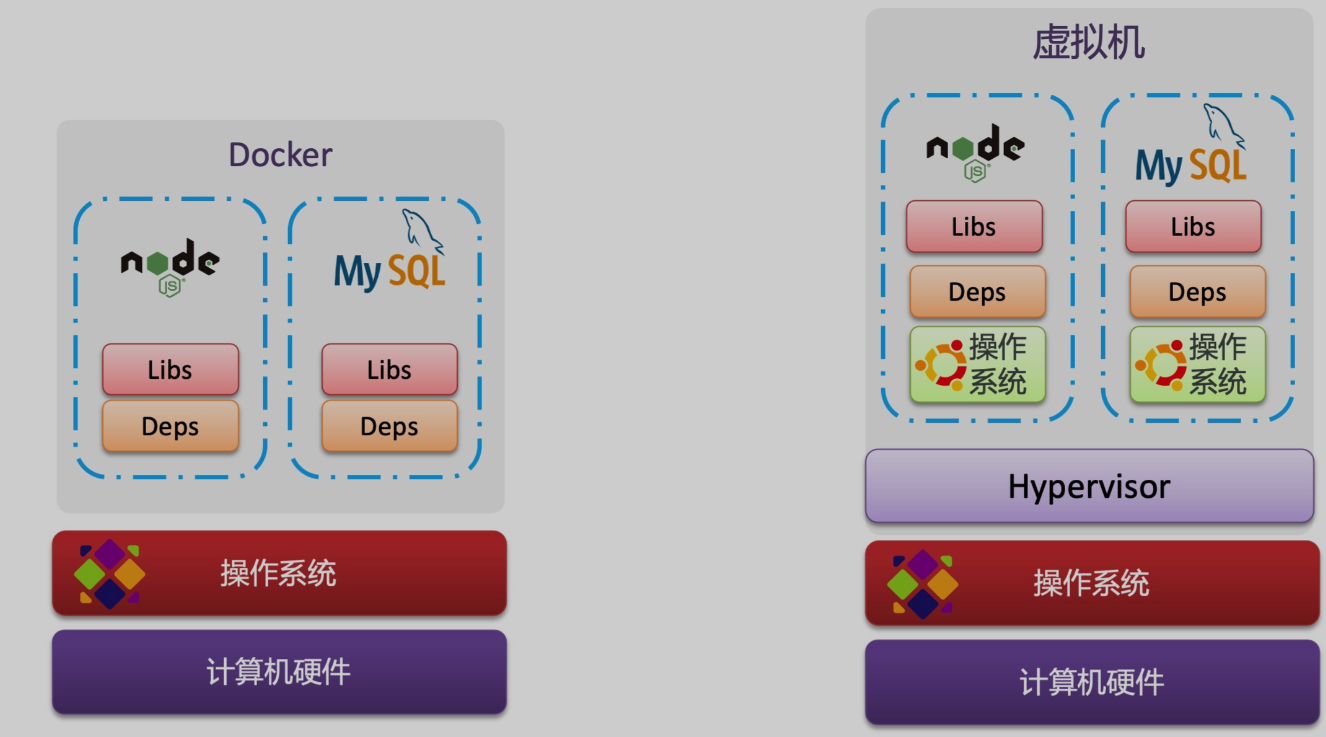 Docker
node
JS
MySQL
Libs
Libs
Deps
Deps
操作系统
计算机硬件
虚拟机
node
JS
MySQL
Libs
Libs
Deps
Deps
操作
系统
操作
系统
Hypervisor
操作系统
计算机硬件